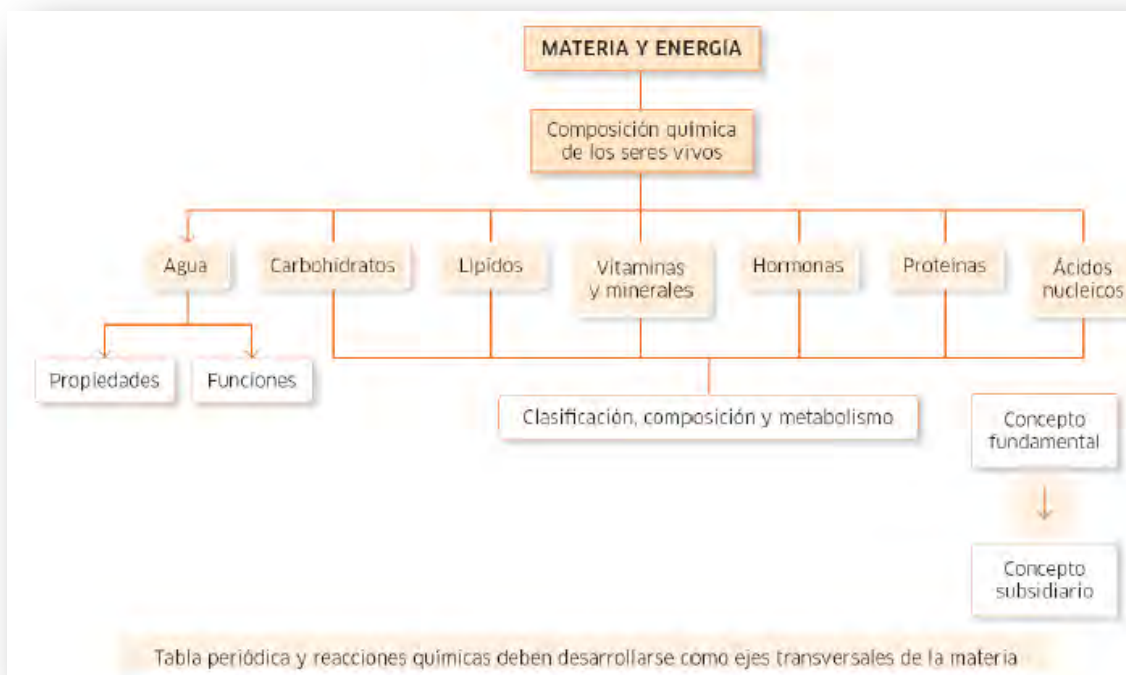 MATERIA Y ENERGÍA
Composición química
de los seres vivos
Agua
Carbohidratos
Lípidos
Vitaminas
y minerales
Hormonas
Proteínas
Ácidos
nucleicos
Propiedades
Funciones
Clasificación, composición y metabolismo
Concepto
fundamental
Concepto
subsidiario
Tabla periódica y reacciones químicas deben desarrollarse como ejes transversales de la materia